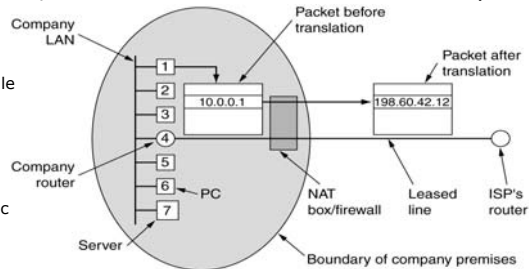 Company
LAN
Packet before
translation
Packet after
translation
le
1
2
3
4
5
6
7
10.0.0.1
198.60.42.12
Company
router
c
PC
Server
NAT
box/firewall
Leased
line
ISP's
router
Boundary of company premises